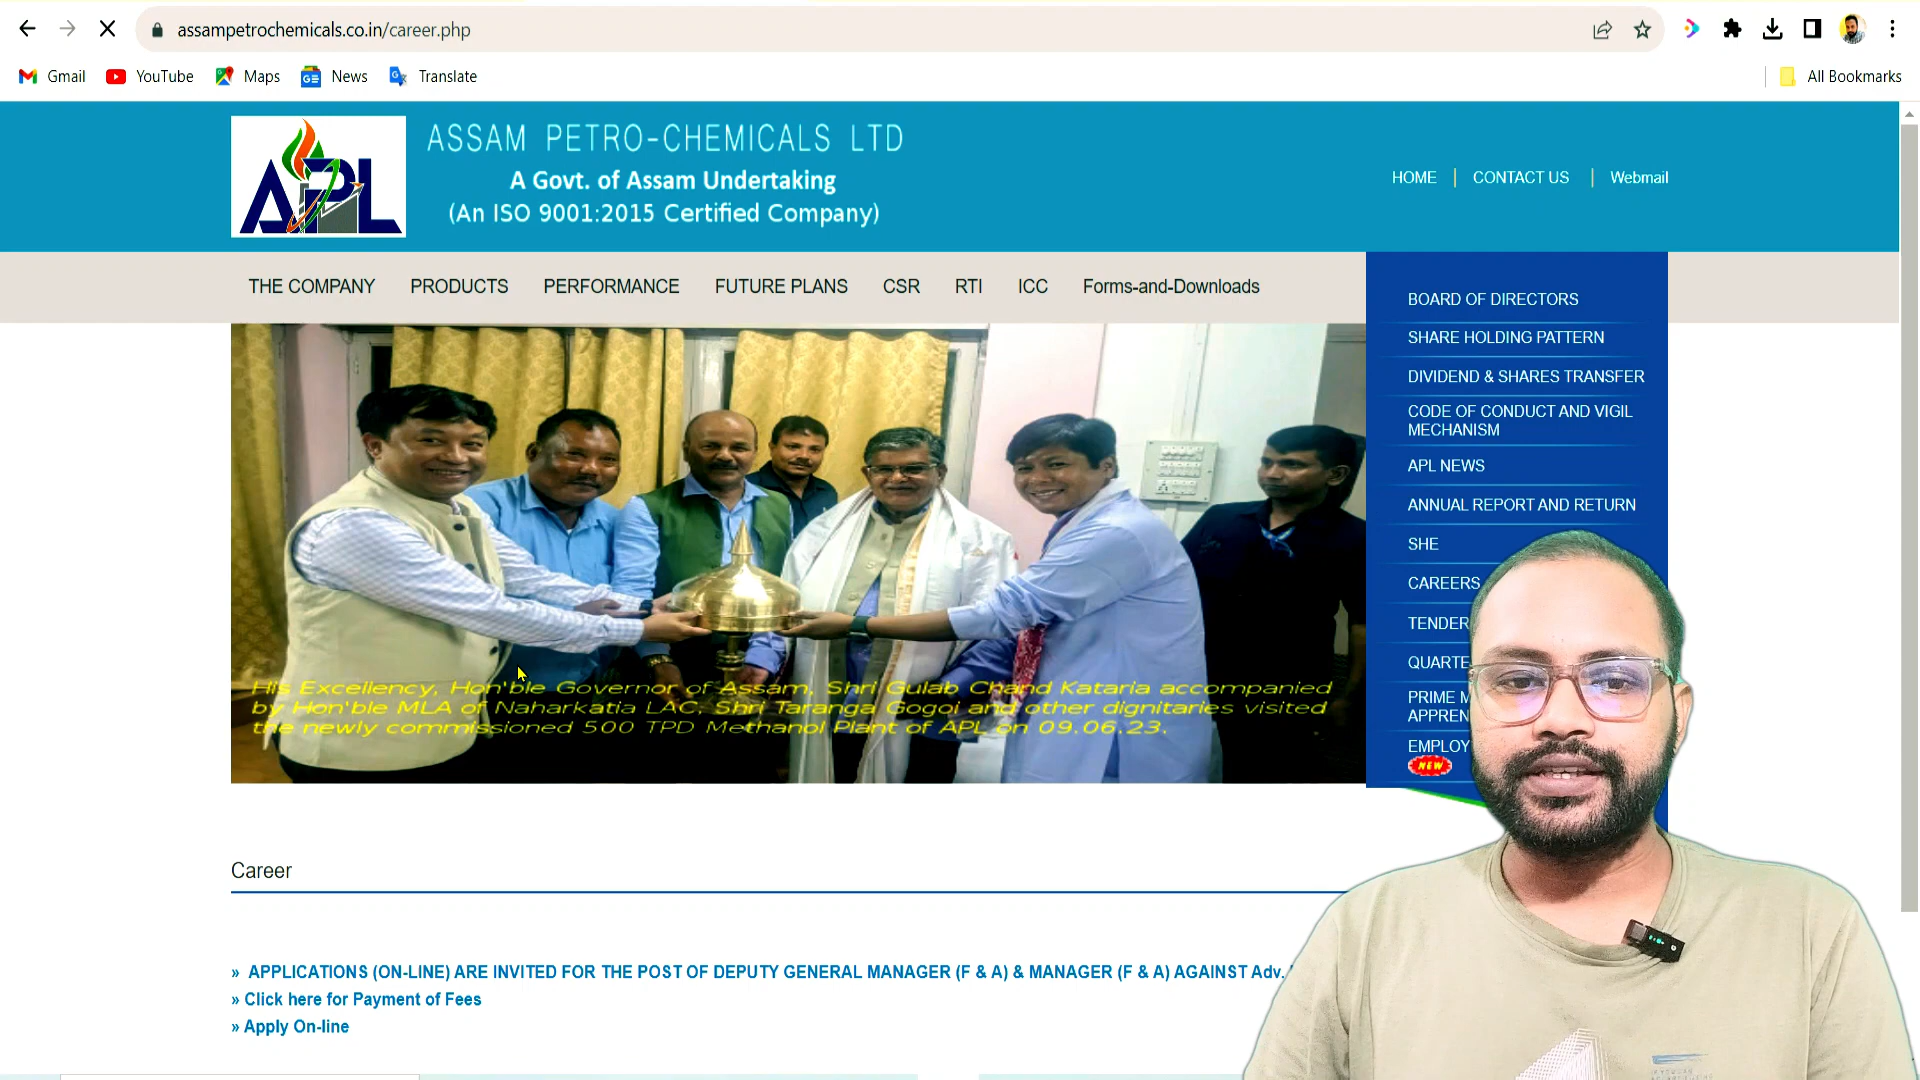 assampetrochemicals.co.in/career.php
Gmail
YouTube
Maps
News
Translate
All Bookmarks
APL
ASSAM PETRO-CHEMICALS LTD
A Govt. of Assam Undertaking
(An ISO 9001:2015 Certified Company)
HOME
CONTACT US
Webmail
THE COMPANY
PRODUCTS
PERFORMANCE
FUTURE PLANS
CSR
RTI
ICC
Forms-and-Downloads
BOARD OF DIRECTORS
SHARE HOLDING PATTERN
DIVIDEND & SHARES TRANSFER
CODE OF CONDUCT AND VIGIL
MECHANISM
APL NEWS
ANNUAL REPORT AND RETURN
SHE
CAREERS
TENDER
QUARTE
PRIME M
APPREN
EMPLOY
NEW
His Excellency, Hon'ble Governor of Assam, Shri Gulab Chand Kataria accompanied
by Hon'ble MLA of Naharkatia LAC, Shri Taranga Gogoi and other dignitaries visited
the newly commissioned 500 TPD Methanol Plant of APL on 09.06.23.
Career
» APPLICATIONS (ON-LINE) ARE INVITED FOR THE POST OF DEPUTY GENERAL MANAGER (F & A) & MANAGER (F & A) AGAINST Adv.
» Click here for Payment of Fees
» Apply On-line